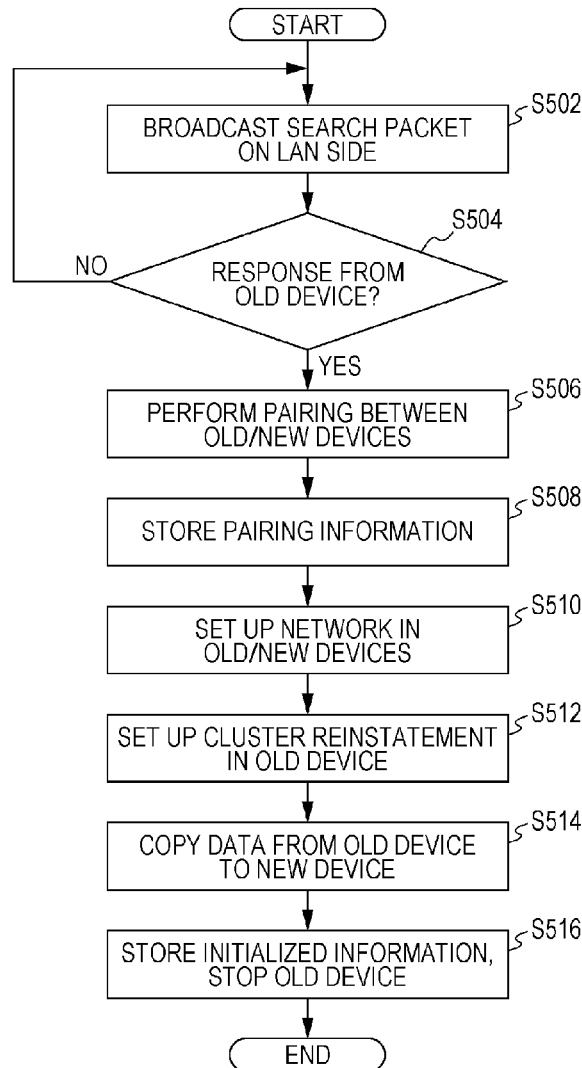 START
S502
BROADCAST SEARCH PACKET
ON LAN SIDE
S504
NO
RESPONSE FROM
OLD DEVICE?
YES
S506
PERFORM PAIRING BETWEEN
OLD/NEW DEVICES
S508
STORE PAIRING INFORMATION
S510
SET UP NETWORK IN
OLD/NEW DEVICES
S512
SET UP CLUSTER REINSTATEMENT
IN OLD DEVICE
S514
COPY DATA FROM OLD DEVICE
TO NEW DEVICE
S516
STORE INITIALIZED INFORMATION,
STOP OLD DEVICE
END